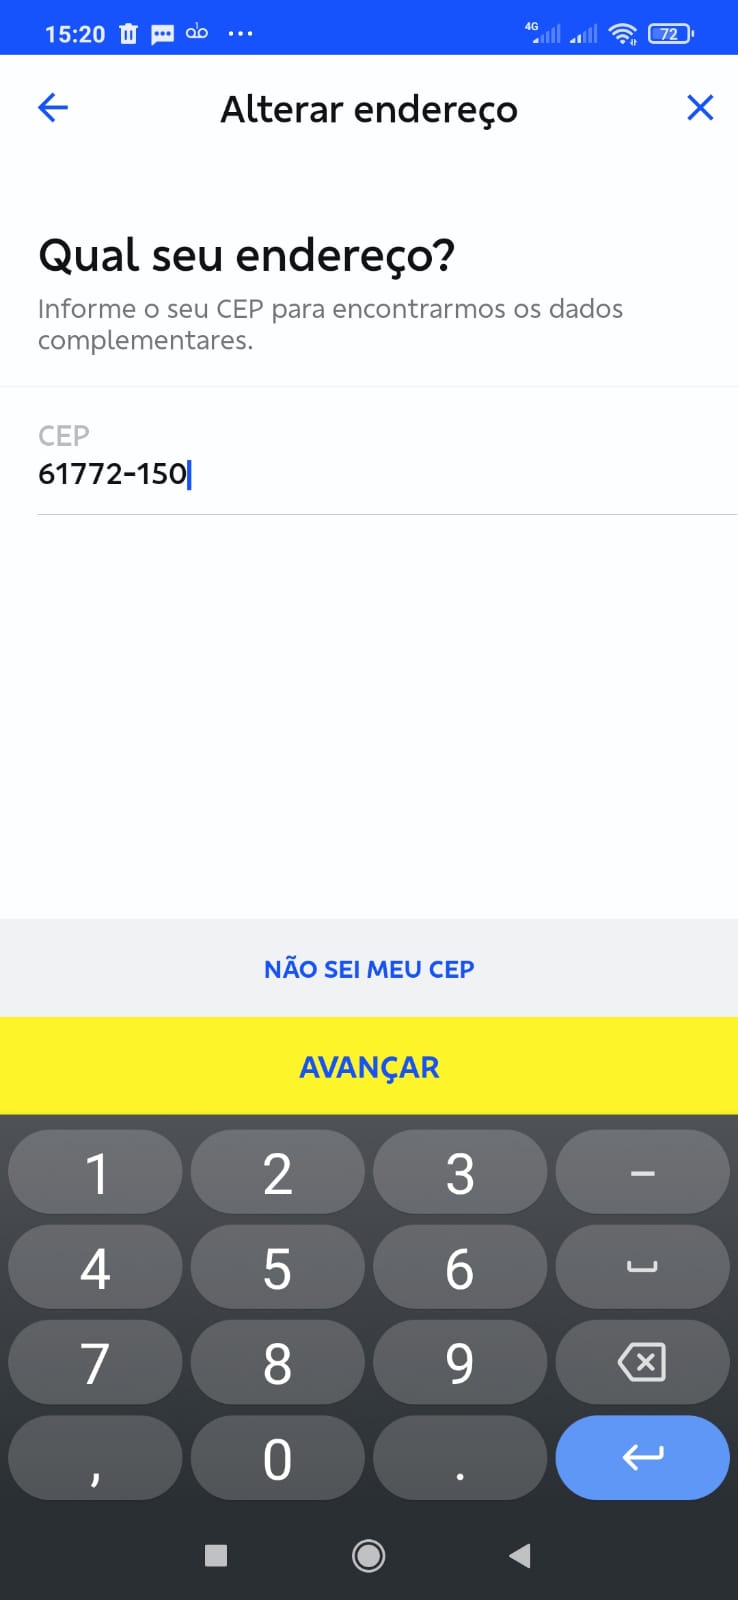 15:20
4G
72
Alterar endereço
Qual seu endereço?
Informe o seu CEP para encontrarmos os dados
complementares.
CEP
61772-150
NÃO SEI MEU CEP
AVANÇAR
1 2 3 –
4 5 6
7 8 9
, 0 .